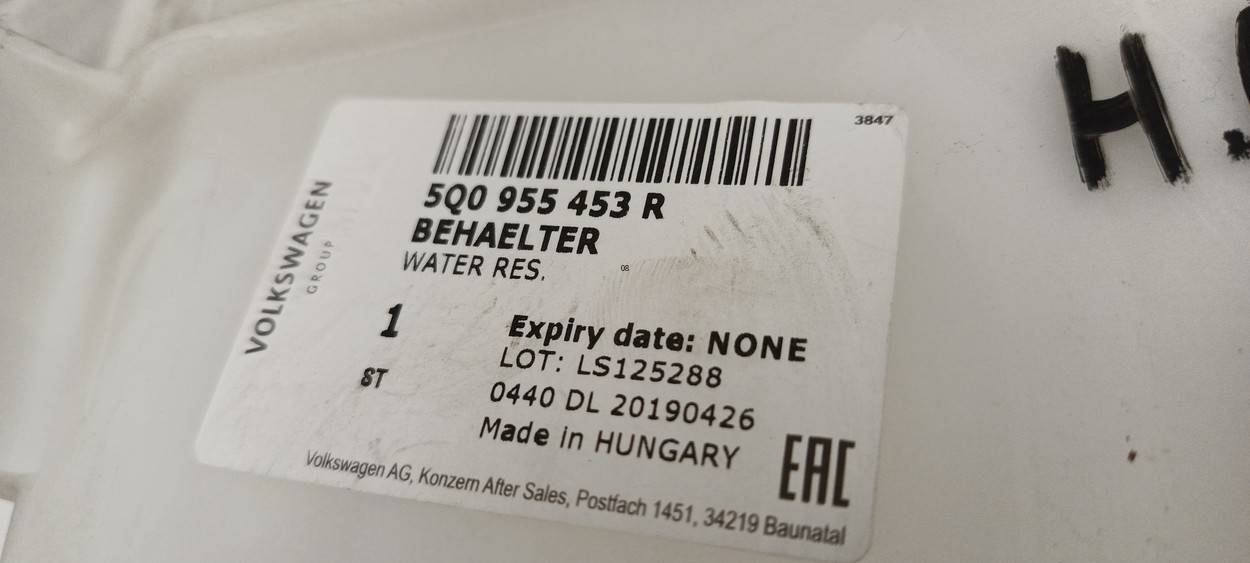 3847
5Q0 955 453 R
BEHAELTER
WATER RES.
08
VOLKSWAGEN
GROUP
1
ST
Expiry date: NONE
LOT: LS125288
0440 DL 20190426
Made in HUNGARY
EAC
Volkswagen AG, Konzern After Sales, Postfach 1451, 34219 Baunatal
H.